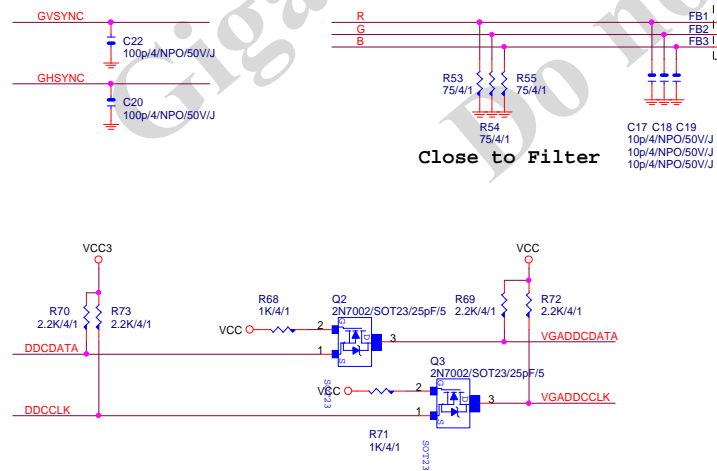 GVSYNC
C22
100p/4/NPO/50V/J
GHSYNC
C20
100p/4/NPO/50V/J
R
G
B
FB1
FB2
FB3
R53
75/4/1
R55
75/4/1
R54
75/4/1
Close to Filter
C17 C18 C19
10p/4/NPO/50V/J
10p/4/NPO/50V/J
10p/4/NPO/50V/J
Giga
Do no
VCC3
R70
2.2K/4/1
R73
2.2K/4/1
DDCDATA
DDCCLK
R68
1K/4/1
VCC
Q2
2N7002/SOT23/25pF/5
2
1
3
G
D
S
SOT23
VCC
R69
2.2K/4/1
R72
2.2K/4/1
VGADDCDATA
Q3
2N7002/SOT23/25pF/5
VCC
2
1
3
G
D
S
R71
1K/4/1
SOT23
VGADDCCLK